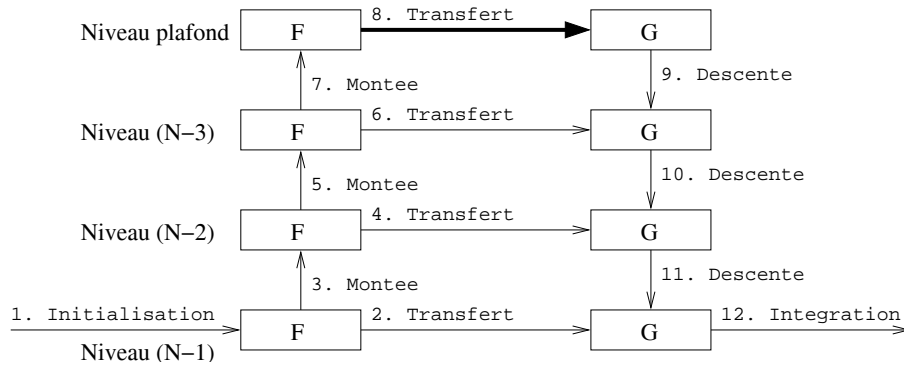 8. Transfert
Niveau plafond
F
G
7. Montee
9. Descente
6. Transfert
Niveau (N−3)
F
G
5. Montee
10. Descente
4. Transfert
Niveau (N−2)
F
G
3. Montee
11. Descente
1. Initialisation
F
2. Transfert
G
12. Integration
Niveau (N−1)